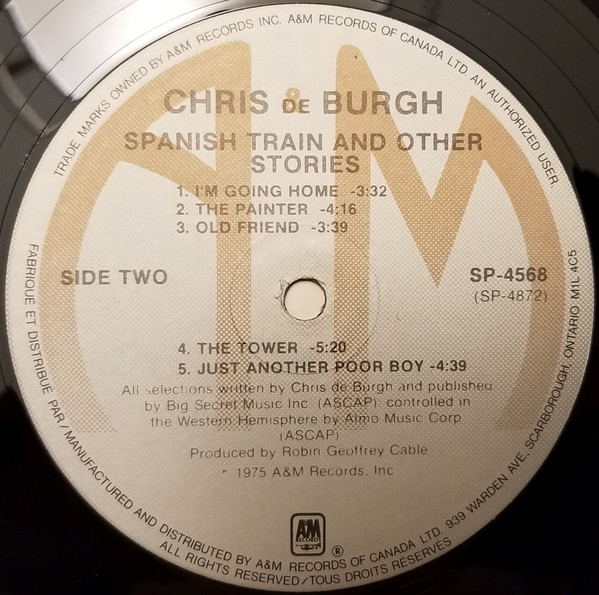 TRADE MARKS OWNED BY A&M RECORDS INC. A&M RECORDS OF CANADA LTD. AN AUTHORIZED USER.
CHRIS DE BURGH
SPANISH TRAIN AND OTHER
STORIES
1. I'M GOING HOME -3:32
2. THE PAINTER -4:16
3. OLD FRIEND -3:39
SIDE TWO
SP-4568
(SP-4872)
4. THE TOWER -5:20
5. JUST ANOTHER POOR BOY -4:39
All selections written by Chris de Burgh and published
by Big Secret Music Inc. (ASCAP), controlled in
the Western Hemisphere by Almo Music Corp
(ASCAP)
Produced by Robin Geoffrey Cable
1975 A&M Records, Inc
A&M
RECORDS
®
FABRIQUÉ ET DISTRIBUÉ PAR / MANUFACTURED AND DISTRIBUTED BY A&M RECORDS OF CANADA LTD. 939 WARDEN AVE, SCARBOROUGH, ONTARIO M1L 4C5
ALL RIGHTS RESERVED / TOUS DROITS RÉSERVÉS